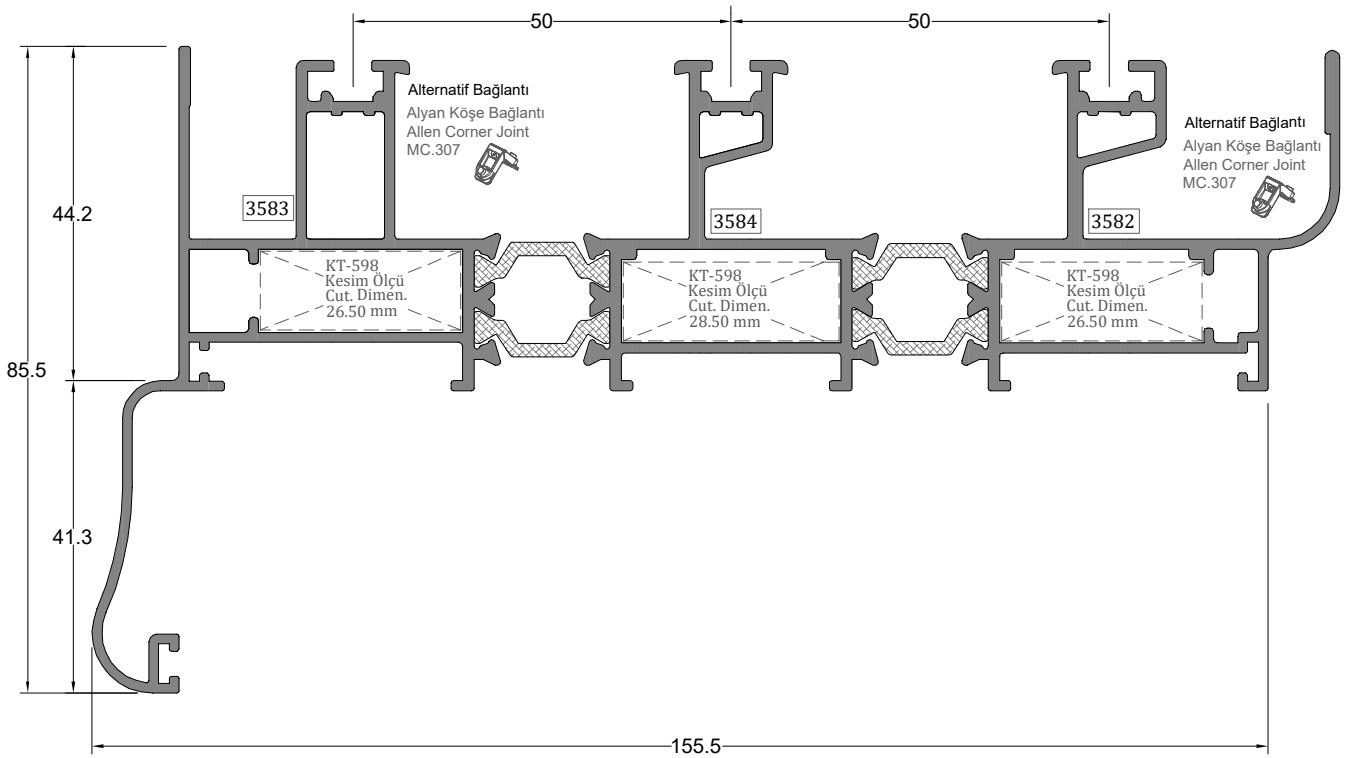 50
50
Alternatif Bağlantı
Alyan Köşe Bağlantı
Allen Corner Joint
MC.307
Alternatif Bağlantı
Alyan Köşe Bağlantı
Allen Corner Joint
MC.307
44.2
3583
3584
3582
KT-598
Kesim Ölçü
Cut. Dimen.
26.50 mm
KT-598
Kesim Ölçü
Cut. Dimen.
28.50 mm
KT-598
Kesim Ölçü
Cut. Dimen.
26.50 mm
85.5
41.3
155.5